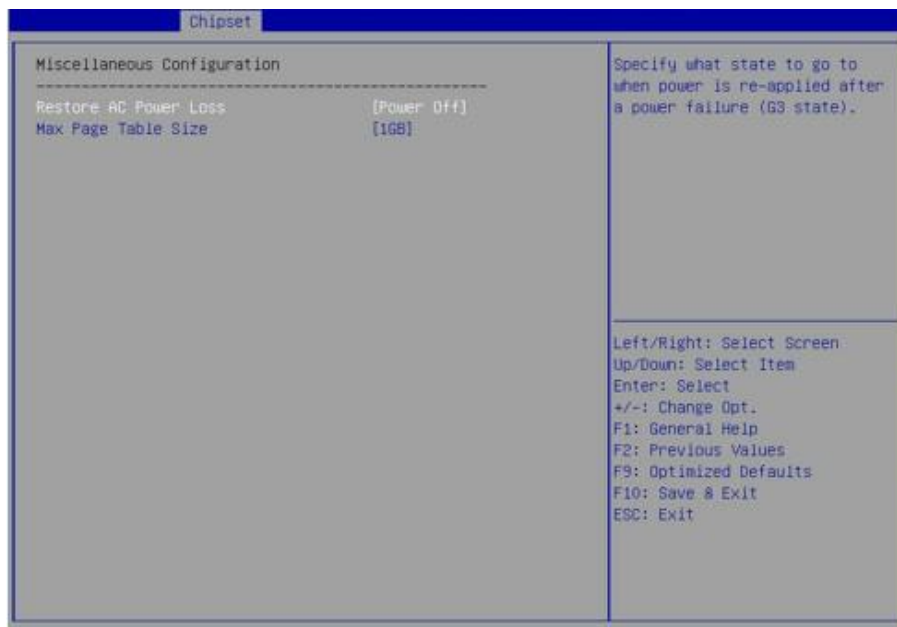 Chipset
Miscellaneous Configuration
------------------------------------------------
Restore AC Power Loss [Power Off]
Max Page Table Size [1GB]
Specify what state to go to
when power is re-applied after
a power failure (G3 state).
Left/Right: Select Screen
Up/Down: Select Item
Enter: Select
+/-: Change Opt.
F1: General Help
F2: Previous Values
F9: Optimized Defaults
F10: Save & Exit
ESC: Exit